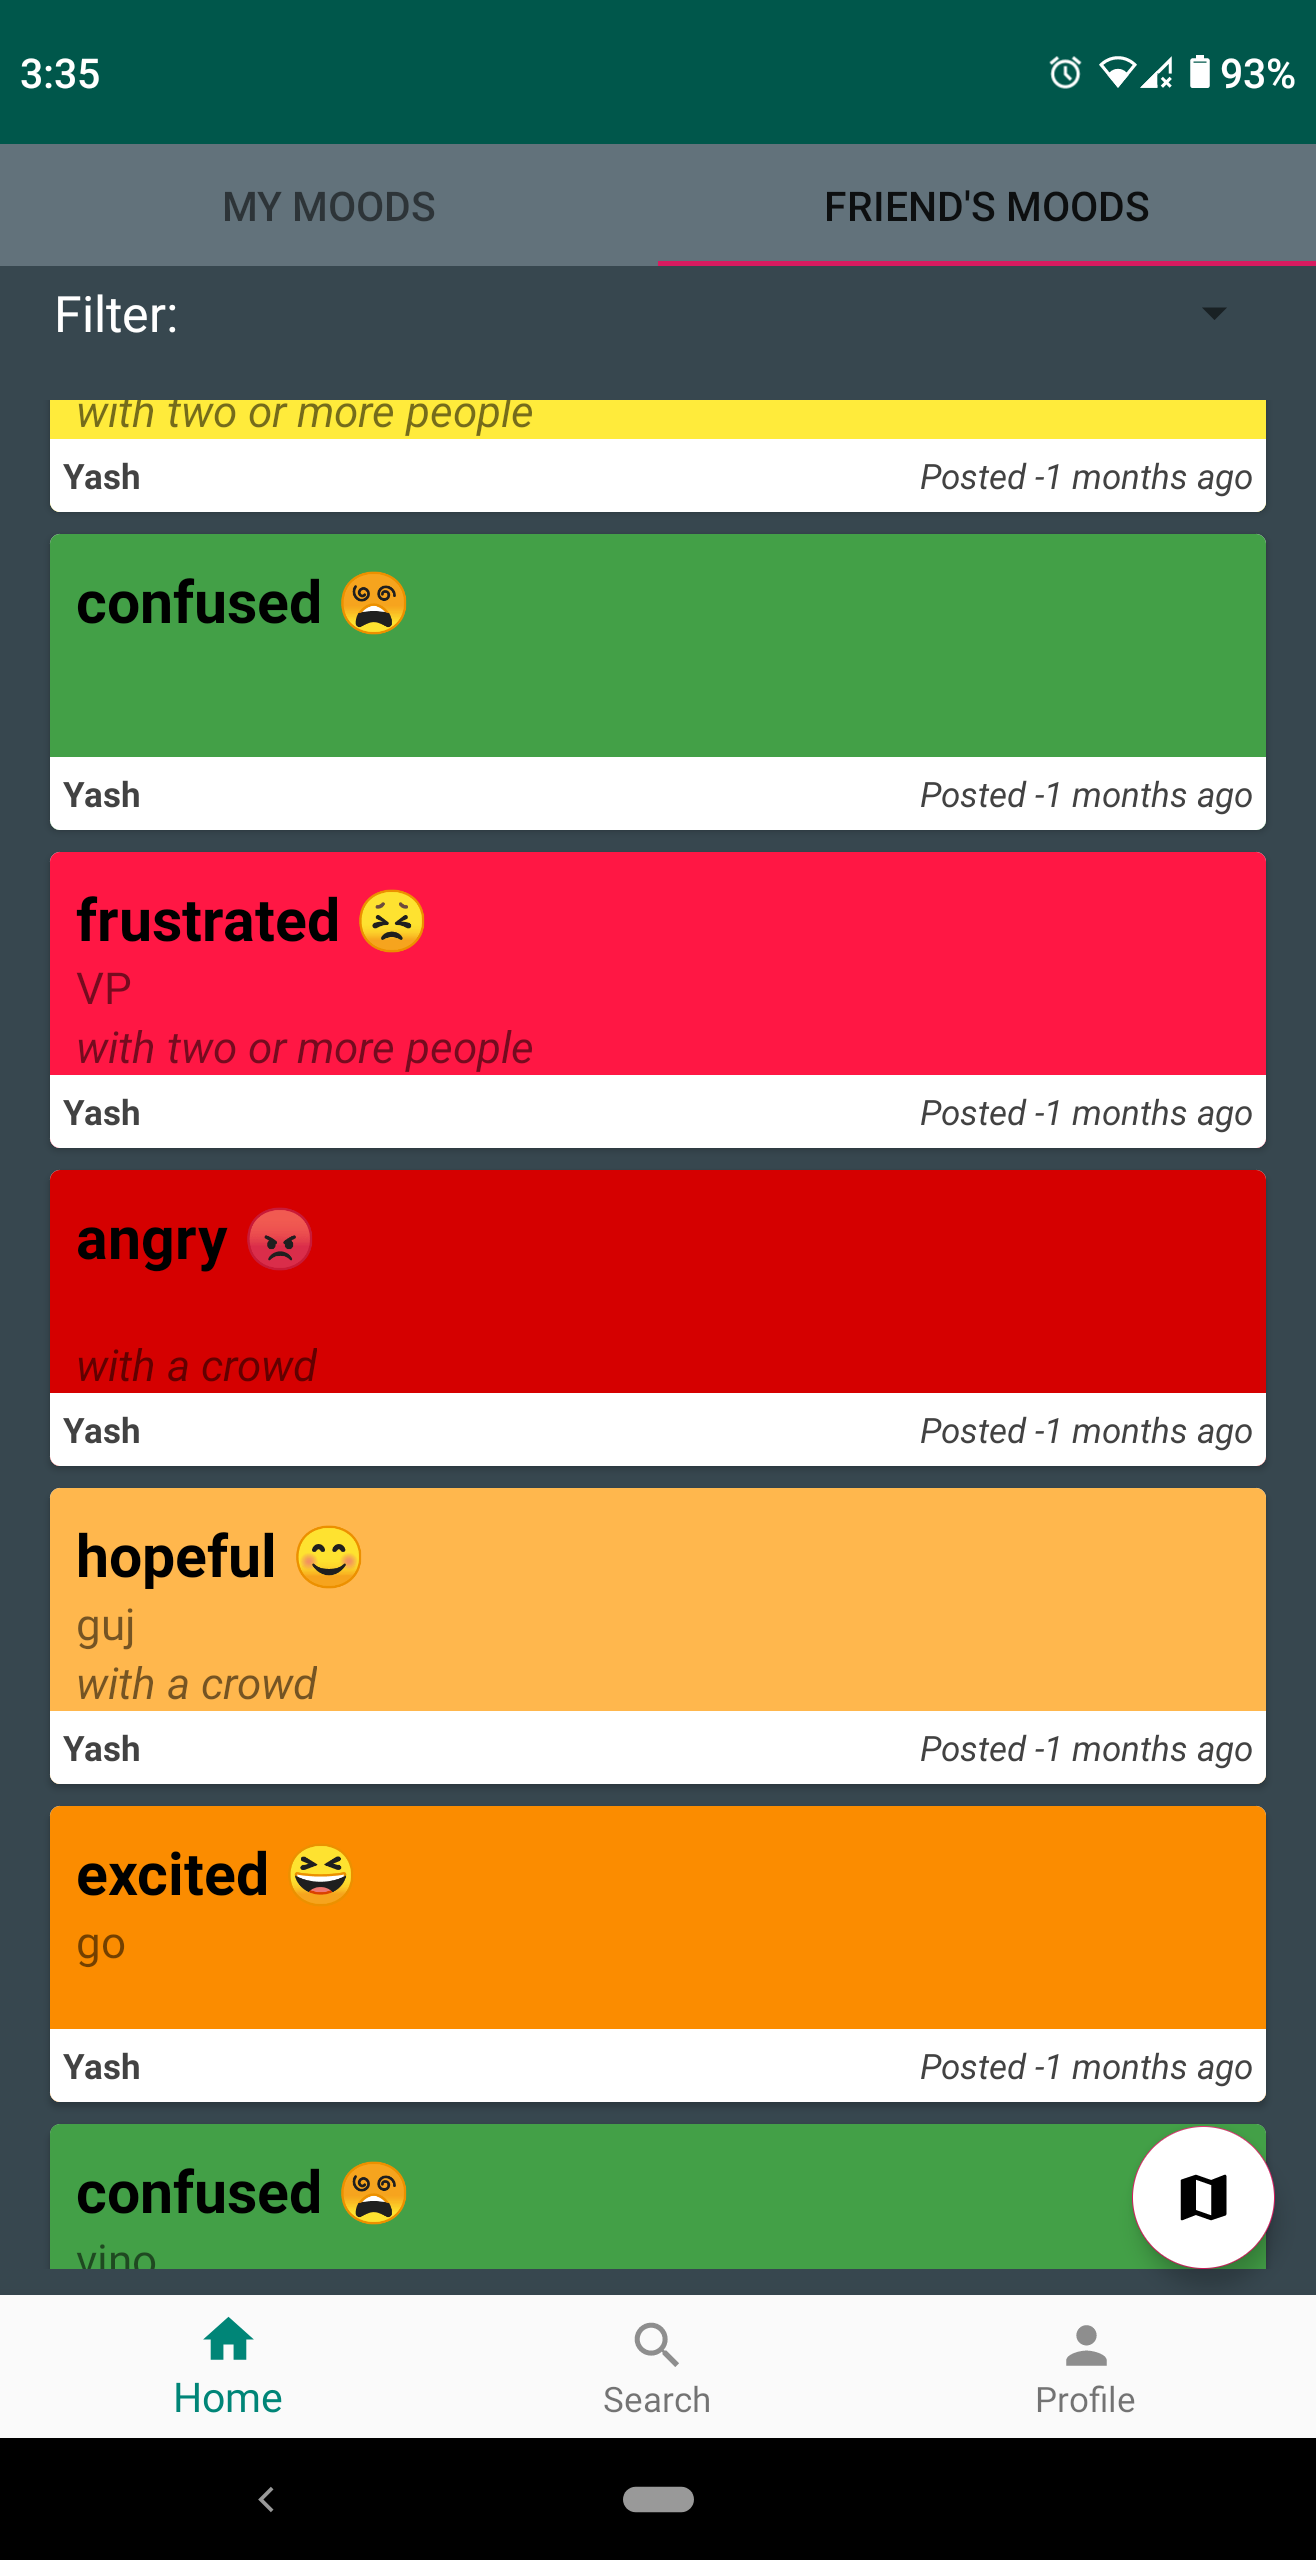 3:35
93%
MY MOODS
FRIEND'S MOODS
Filter:
with two or more people
Yash
Posted -1 months ago
confused 😵
Yash
Posted -1 months ago
frustrated 😣
VP
with two or more people
Yash
Posted -1 months ago
angry 😡
with a crowd
Yash
Posted -1 months ago
hopeful 😊
guj
with a crowd
Yash
Posted -1 months ago
excited 😆
go
Yash
Posted -1 months ago
confused 😵
vino
Home
Search
Profile